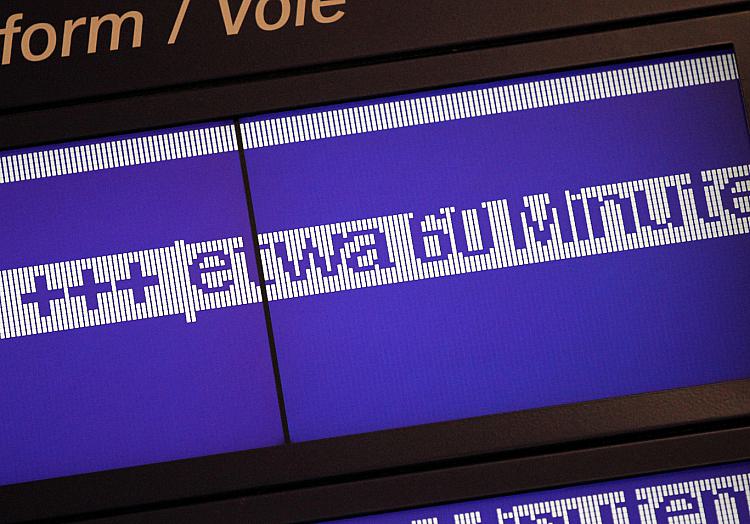 form / Voie
+++ etwa 60 Minute